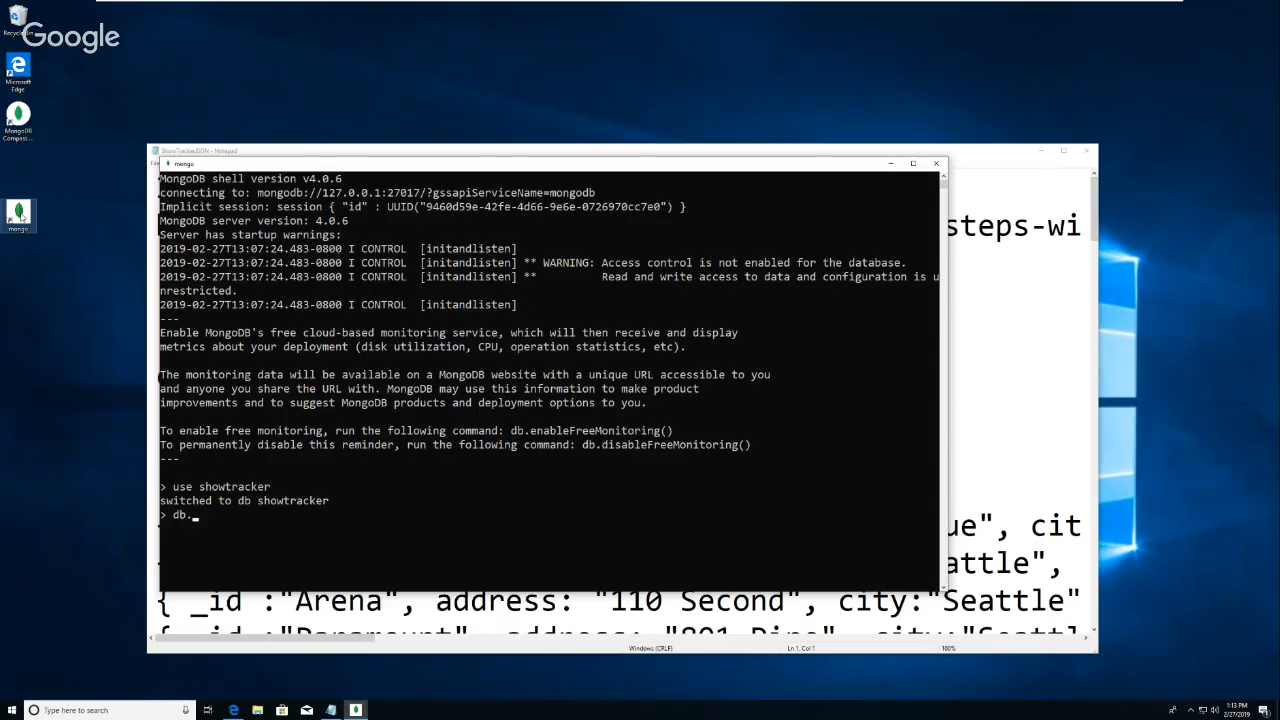 Google
Recycle Bin
Microsoft
Edge
MongoDB
Compass ...
mongo
ShowTrackerJSON - Notepad
mongo
MongoDB shell version v4.0.6
connecting to: mongodb://127.0.0.1:27017/?gssapiServiceName=mongodb
Implicit session: session { "id" : UUID("9460d59e-42fe-4d66-9e6e-0726970cc7e0") }
MongoDB server version: 4.0.6
Server has startup warnings:
2019-02-27T13:07:24.483-0800 I CONTROL  [initandlisten]
2019-02-27T13:07:24.483-0800 I CONTROL  [initandlisten] ** WARNING: Access control is not enabled for the database.
2019-02-27T13:07:24.483-0800 I CONTROL  [initandlisten] **          Read and write access to data and configuration is u
nrestricted.
2019-02-27T13:07:24.483-0800 I CONTROL  [initandlisten]
---
Enable MongoDB's free cloud-based monitoring service, which will then receive and display
metrics about your deployment (disk utilization, CPU, operation statistics, etc).
The monitoring data will be available on a MongoDB website with a unique URL accessible to you
and anyone you share the URL with. MongoDB may use this information to make product
improvements and to suggest MongoDB products and deployment options to you.
To enable free monitoring, run the following command: db.enableFreeMonitoring()
To permanently disable this reminder, run the following command: db.disableFreeMonitoring()
---
> use showtracker
switched to db showtracker
> db.
steps-wi
ue", cit
attle",
{ _id :"Arena", address: "110 Second", city:"Seattle"
{ _id :"Paramount", address: "801 Pine", city:"Seattl
Windows (CRLF)
Ln 1, Col 1
100%
Type here to search
1:13 PM
2/27/2019